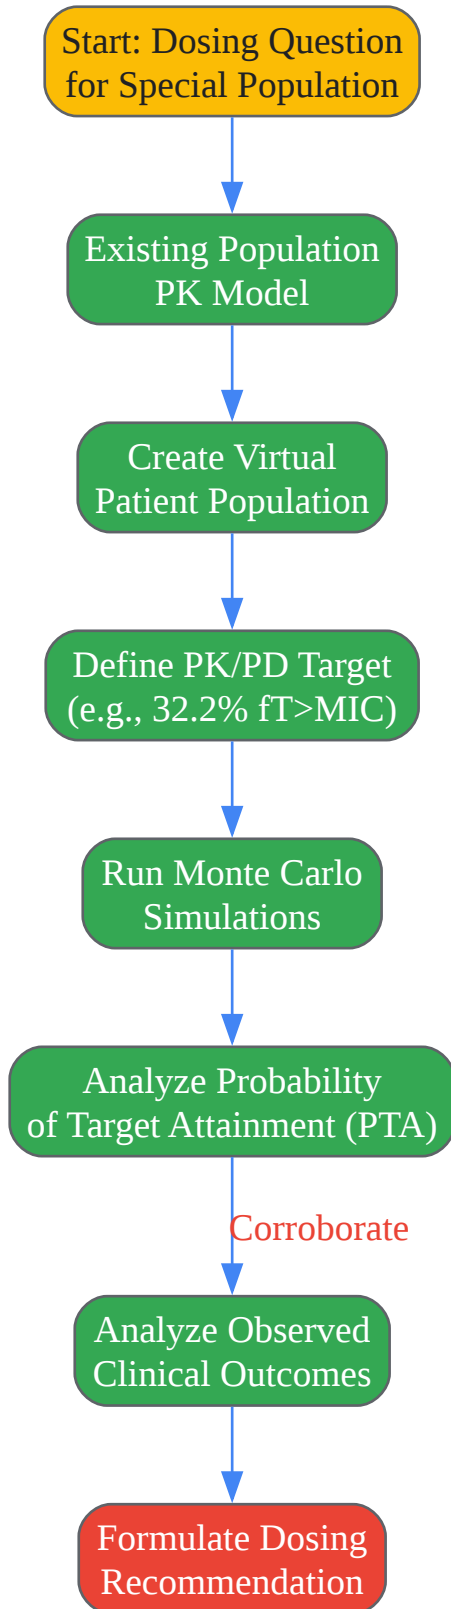 Start: Dosing Question
for Special Population
Existing Population
PK Model
Create Virtual
Patient Population
Define PK/PD Target
(e.g., 32.2% fT>MIC)
Run Monte Carlo
Simulations
Analyze Probability
of Target Attainment (PTA)
Corroborate
Analyze Observed
Clinical Outcomes
Formulate Dosing
Recommendation